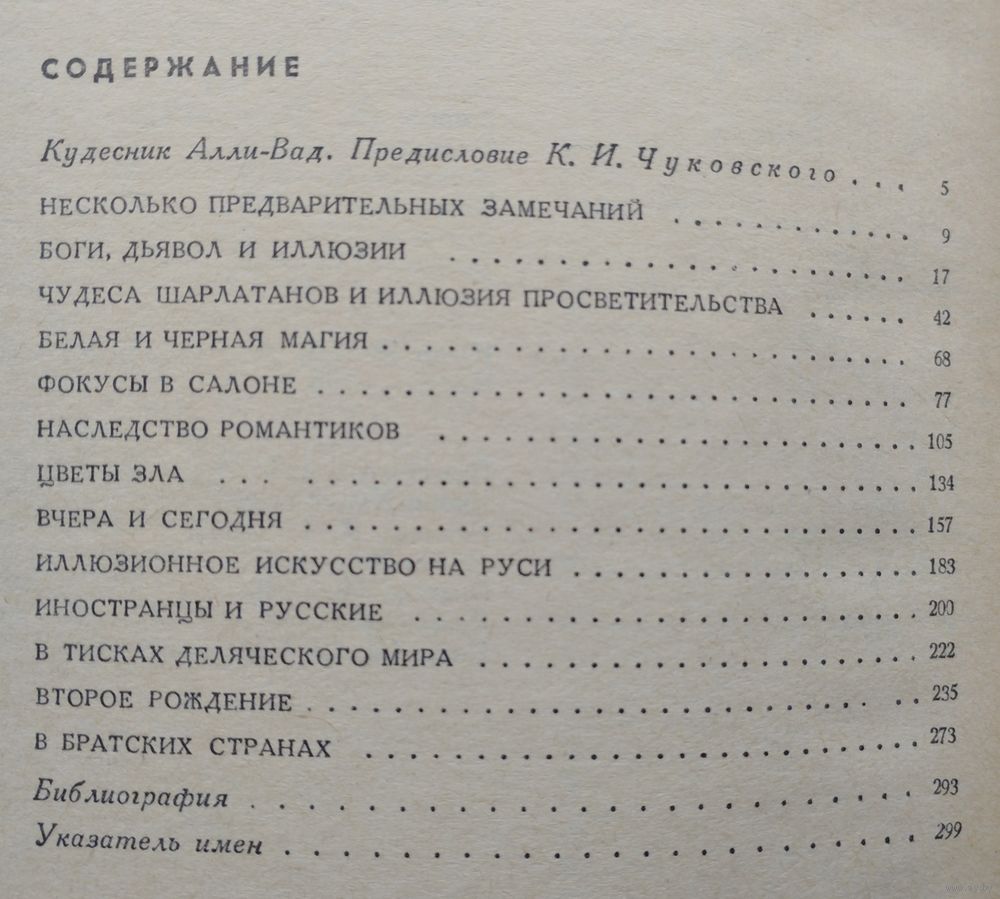 СОДЕРЖАНИЕ
Кудесник Алли-Вад. Предисловие К. И. Чуковского . . . 5
НЕСКОЛЬКО ПРЕДВАРИТЕЛЬНЫХ ЗАМЕЧАНИЙ . . . . . . . . . . . 9
БОГИ, ДЬЯВОЛ И ИЛЛЮЗИИ . . . . . . . . . . . . . . . . . . . . . 17
ЧУДЕСА ШАРЛАТАНОВ И ИЛЛЮЗИЯ ПРОСВЕТИТЕЛЬСТВА . . . . . . 42
БЕЛАЯ И ЧЕРНАЯ МАГИЯ . . . . . . . . . . . . . . . . . . . . . . . . 68
ФОКУСЫ В САЛОНЕ . . . . . . . . . . . . . . . . . . . . . . . . . . . 77
НАСЛЕДСТВО РОМАНТИКОВ . . . . . . . . . . . . . . . . . . . . . . 105
ЦВЕТЫ ЗЛА . . . . . . . . . . . . . . . . . . . . . . . . . . . . . . 134
ВЧЕРА И СЕГОДНЯ . . . . . . . . . . . . . . . . . . . . . . . . . . . 157
ИЛЛЮЗИОННОЕ ИСКУССТВО НА РУСИ . . . . . . . . . . . . . . . 183
ИНОСТРАНЦЫ И РУССКИЕ . . . . . . . . . . . . . . . . . . . . . . . 200
В ТИСКАХ ДЕЛЯЧЕСКОГО МИРА . . . . . . . . . . . . . . . . . . . . 222
ВТОРОЕ РОЖДЕНИЕ . . . . . . . . . . . . . . . . . . . . . . . . . . 235
В БРАТСКИХ СТРАНАХ . . . . . . . . . . . . . . . . . . . . . . . . . 273
Библиография . . . . . . . . . . . . . . . . . . . . . . . 293
Указатель имен . . . . . . . . . . . . . . . . . . . . . . 299